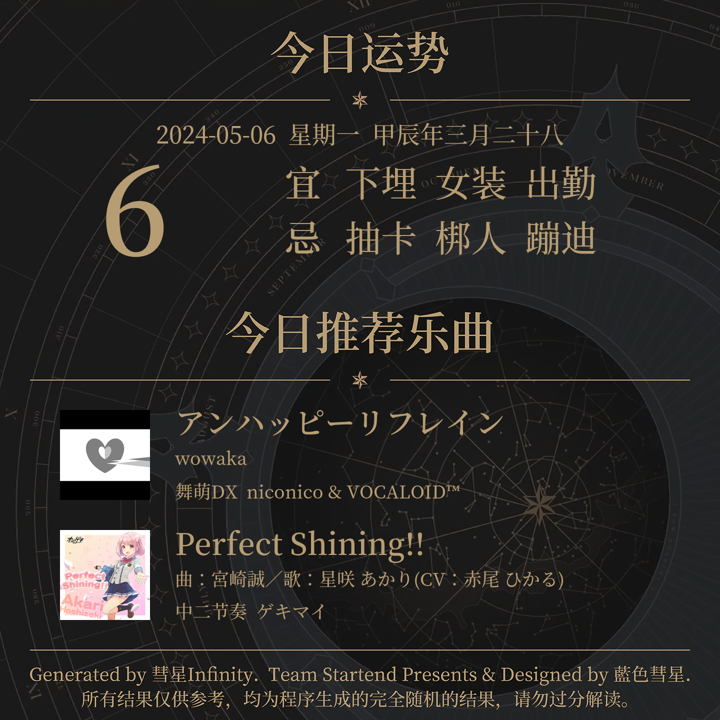 今日运势
2024-05-06 星期一 甲辰年三月二十八
6
宜 下埋 女装 出勤
忌 抽卡 梆人 蹦迪
今日推荐乐曲
アンハッピーリフレイン
wowaka
舞萌DX niconico & VOCALOID™
Perfect Shining!!
曲：宮崎誠／歌：星咲 あかり(CV：赤尾 ひかる)
中二节奏 ゲキマイ
Generated by 彗星Infinity. Team Startend Presents & Designed by 藍色彗星.
所有结果仅供参考，均为程序生成的完全随机的结果，请勿过分解读。